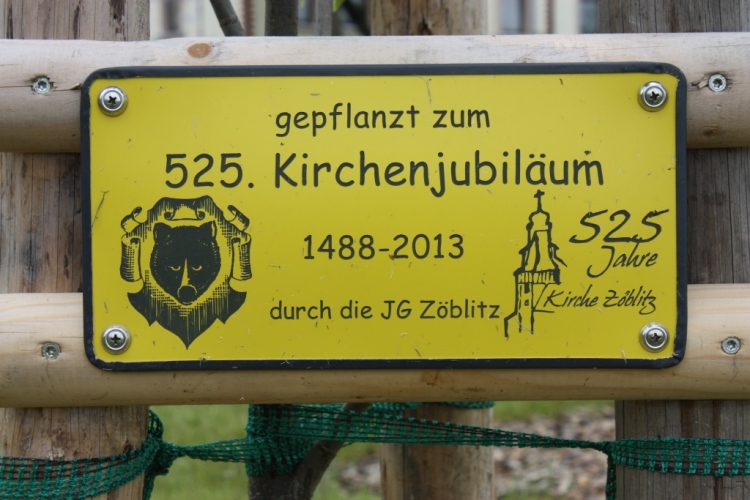 gepflanzt zum
525. Kirchenjubiläum
1488-2013
durch die JG Zöblitz
525
Jahre
Kirche Zöblitz